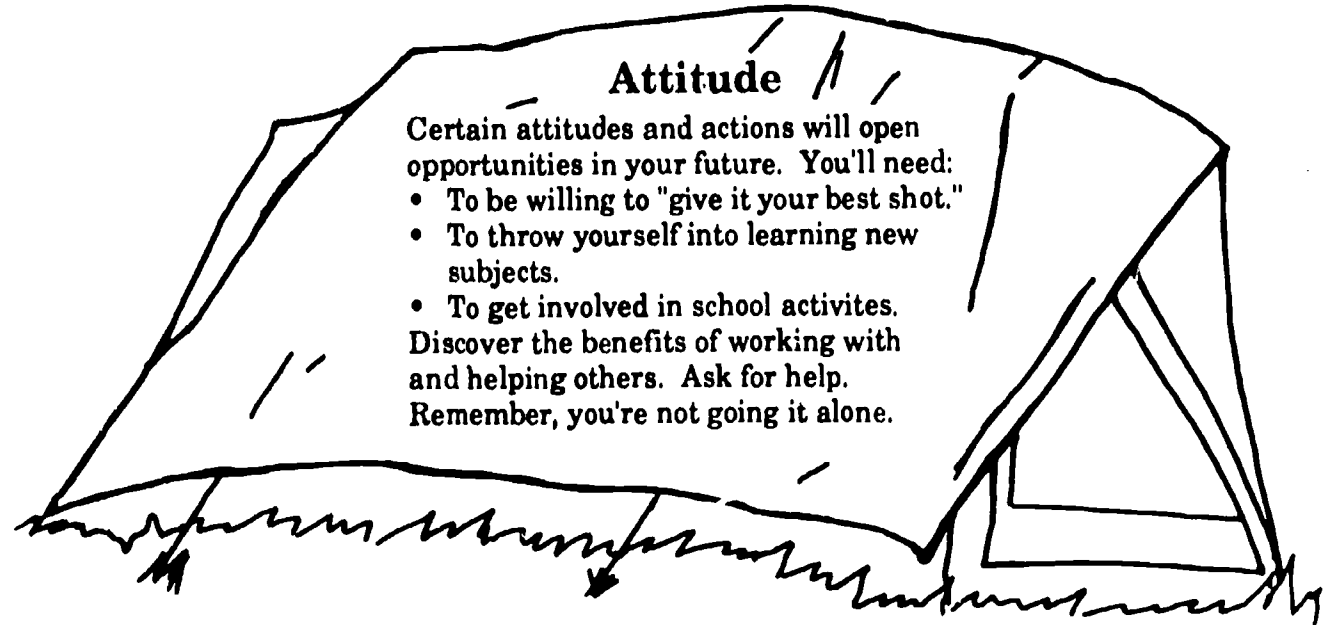 Attitude
Certain attitudes and actions will open
opportunities in your future. You'll need:
• To be willing to "give it your best shot."
• To throw yourself into learning new
subjects.
• To get involved in school activites.
Discover the benefits of working with
and helping others. Ask for help.
Remember, you're not going it alone.